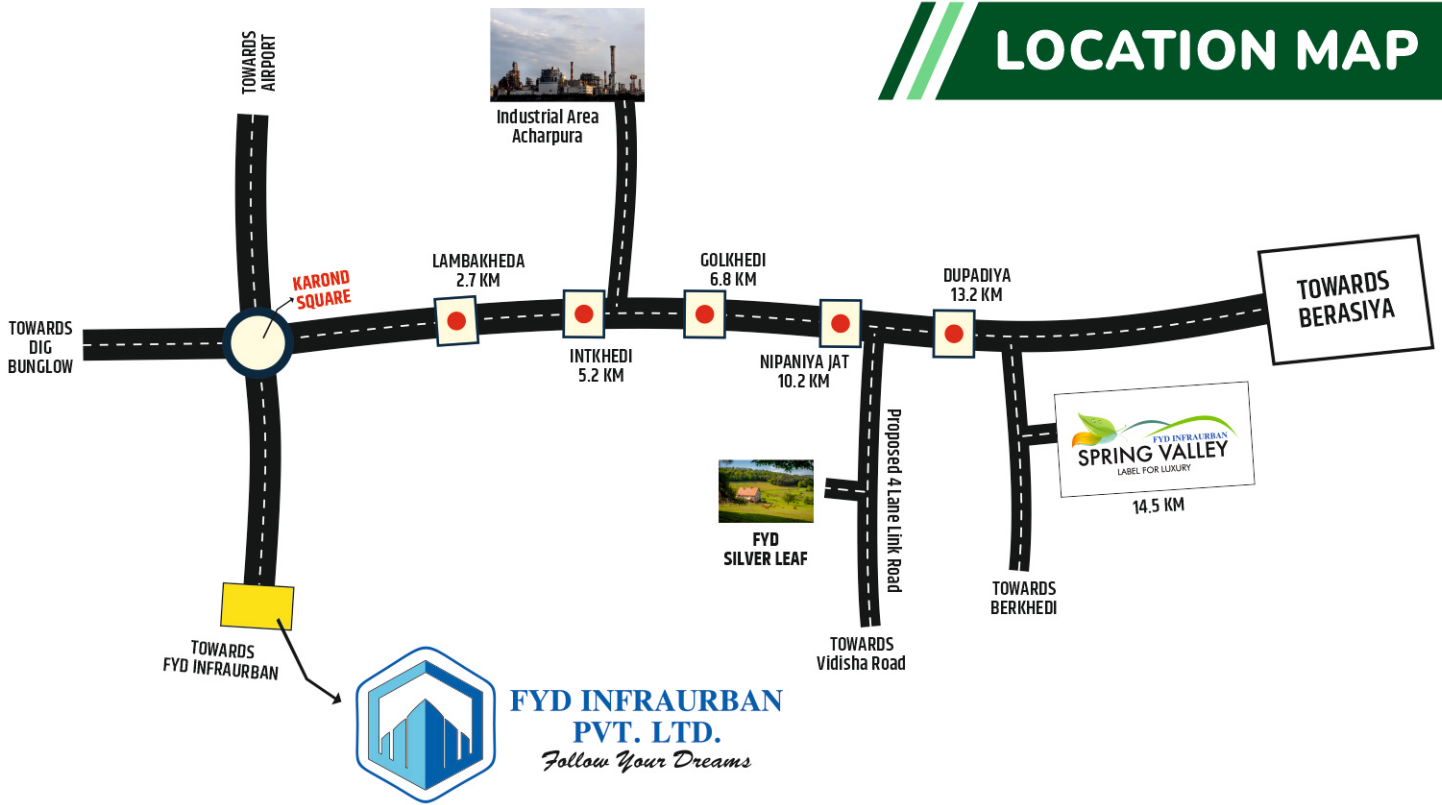 LOCATION MAP
TOWARDS
AIRPORT
Industrial Area
Acharpura
KAROND
SQUARE
LAMBAKHEDA
2.7 KM
GOLKHEDI
6.8 KM
DUPADIYA
13.2 KM
TOWARDS
BERASIYA
TOWARDS
DIG
BUNGLOW
INTKHEDI
5.2 KM
NIPANIYA JAT
10.2 KM
Proposed 4 Lane Link Road
FYD INFRAURBAN
SPRING VALLEY
LABEL FOR LUXURY
14.5 KM
FYD
SILVER LEAF
TOWARDS
BERKHEDI
TOWARDS
Vidisha Road
TOWARDS
FYD INFRAURBAN
FYD INFRAURBAN
PVT. LTD.
Follow Your Dreams